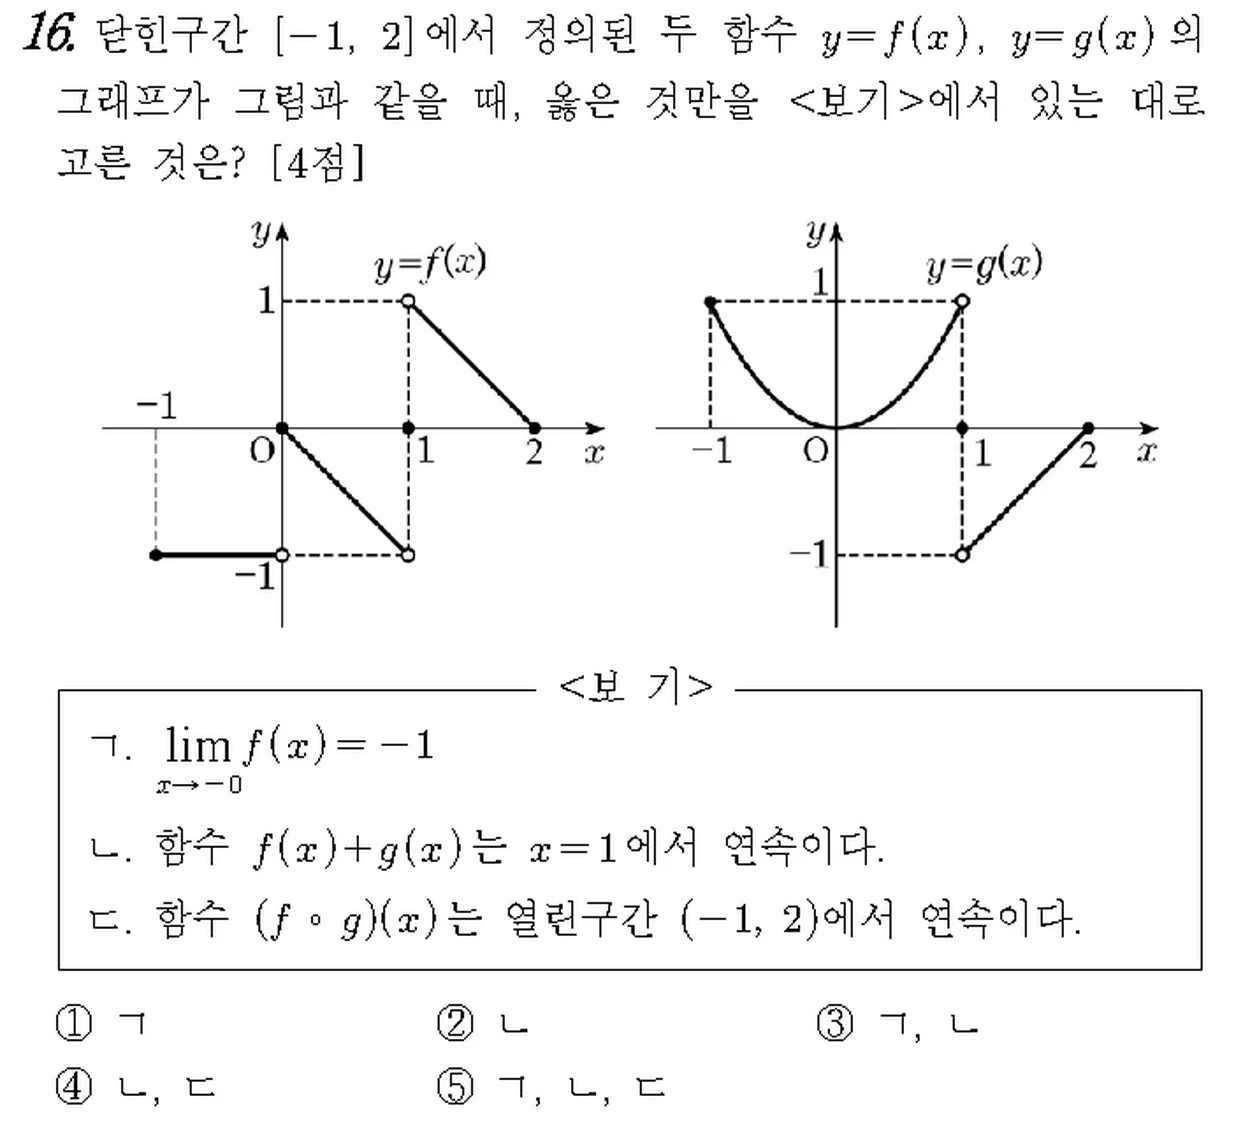 16. 닫힌구간 [−1, 2]에서 정의된 두 함수 y=f(x), y=g(x)의
그래프가 그림과 같을 때, 옳은 것만을 <보기>에서 있는 대로
고른 것은? [4점]
y
y=f(x)
1
−1
O
1
2
x
−1
y
y=g(x)
1
−1
O
1
2
x
−1
<보 기>
ㄱ. lim f(x)=−1
x→−0
ㄴ. 함수 f(x)+g(x)는 x=1에서 연속이다.
ㄷ. 함수 (f∘g)(x)는 열린구간 (−1, 2)에서 연속이다.
① ㄱ ② ㄴ ③ ㄱ, ㄴ
④ ㄴ, ㄷ ⑤ ㄱ, ㄴ, ㄷ